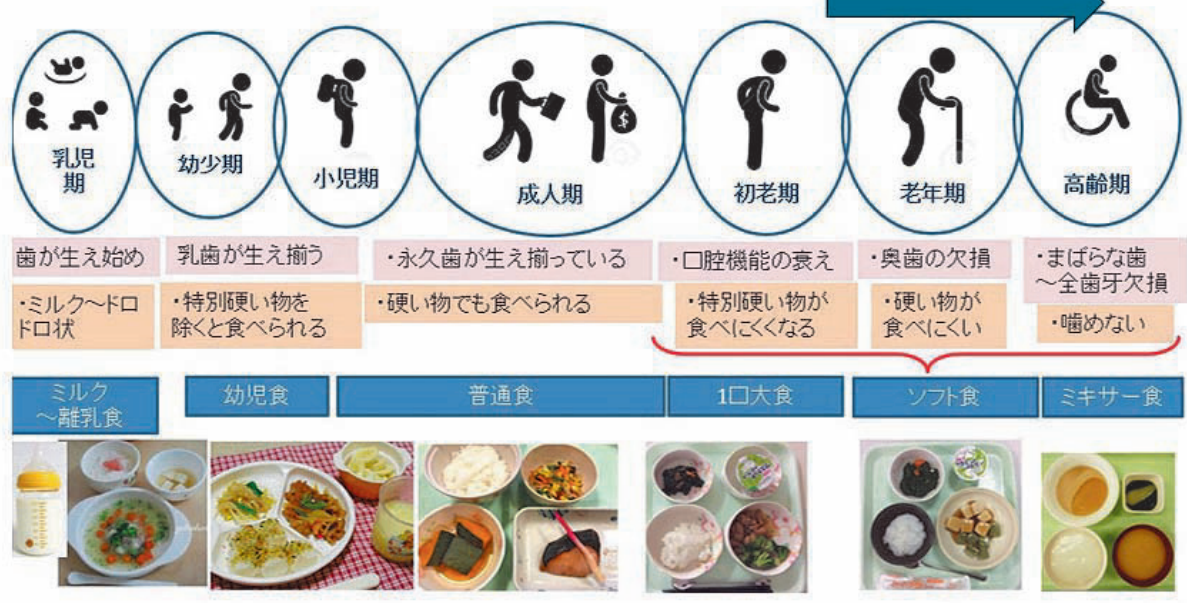 乳児
期
幼少期
小児期
成人期
初老期
老年期
高齢期
歯が生え始め
乳歯が生え揃う
・永久歯が生え揃っている
・口腔機能の衰え
・奥歯の欠損
・まばらな歯
～全歯牙欠損
・ミルク～ドロ
ドロ状
・特別硬い物を
除くと食べられる
・硬い物でも食べられる
・特別硬い物が
食べにくくなる
・硬い物が
食べにくい
・噛めない
ミルク
～離乳食
幼児食
普通食
1口大食
ソフト食
ミキサー食